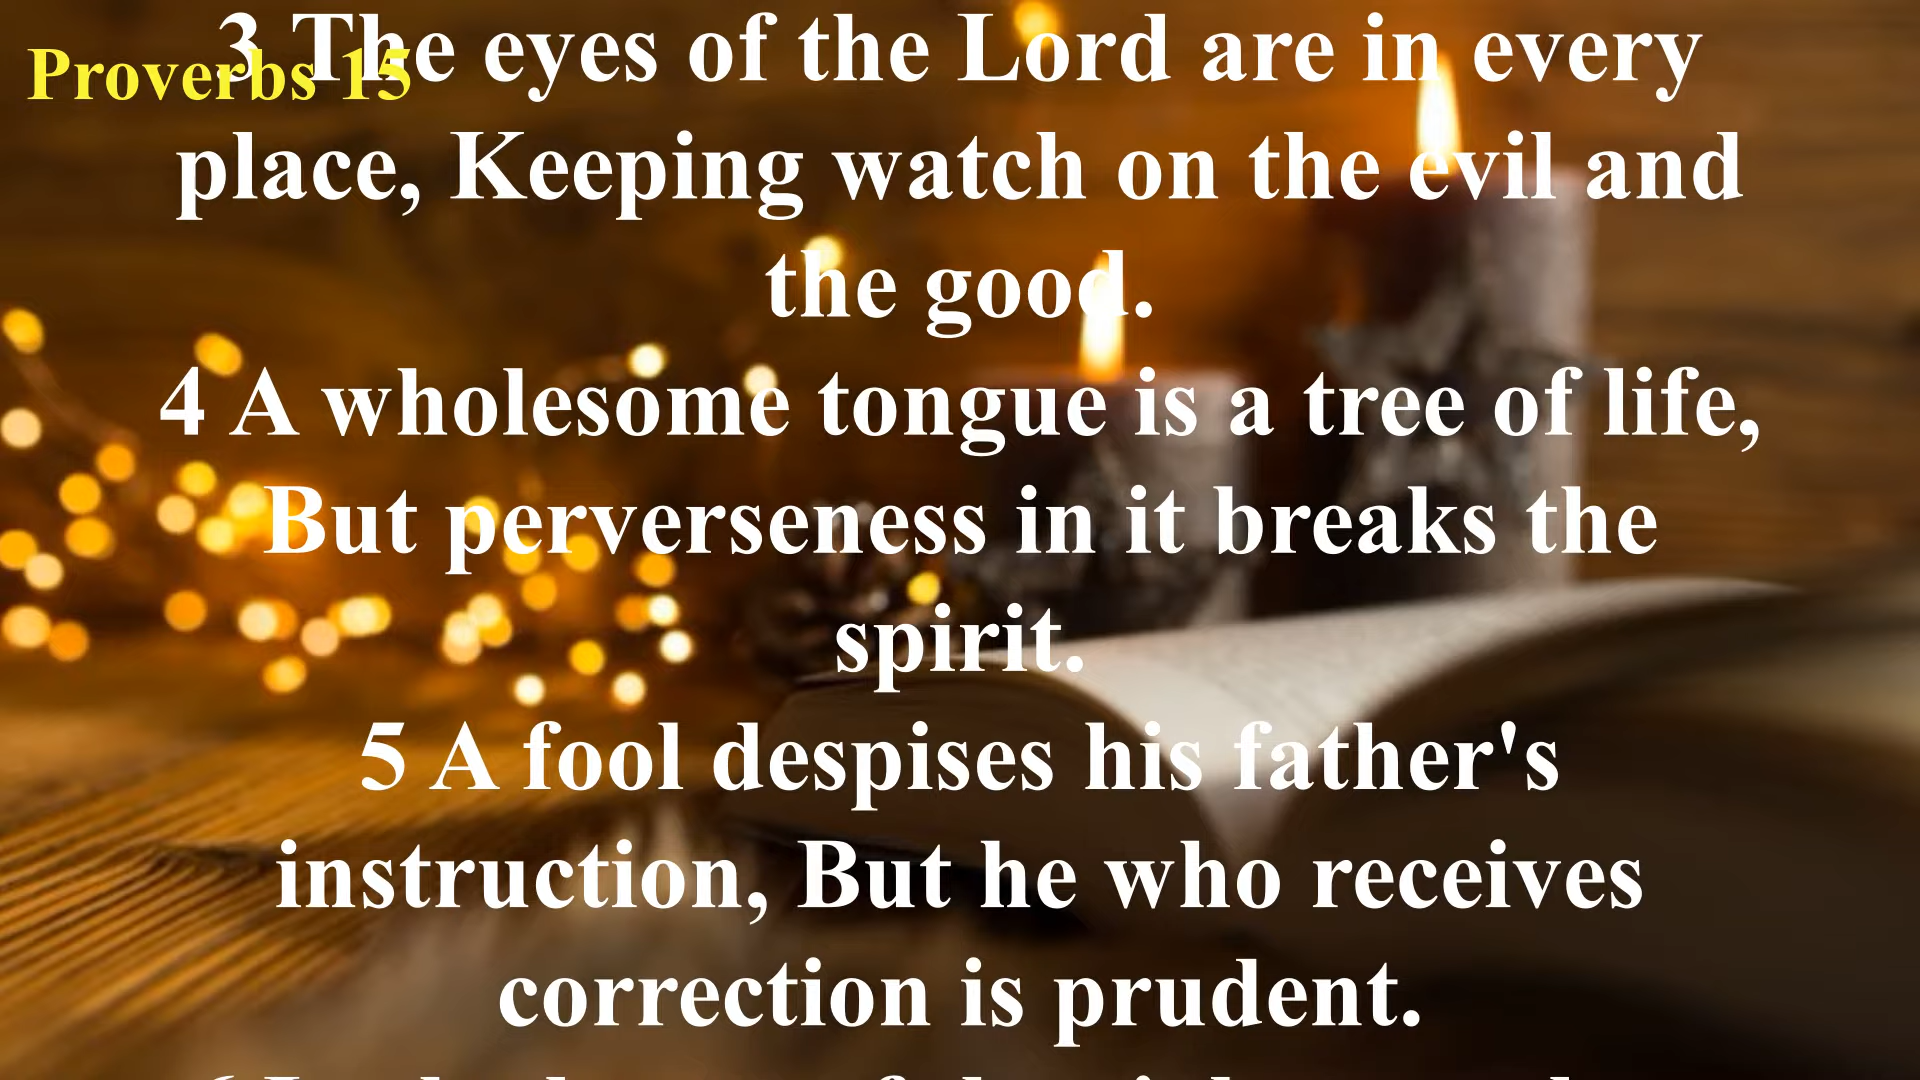 Proverbs 15
3 The eyes of the Lord are in every
place, Keeping watch on the evil and
the good.
4 A wholesome tongue is a tree of life,
But perverseness in it breaks the
spirit.
5 A fool despises his father's
instruction, But he who receives
correction is prudent.